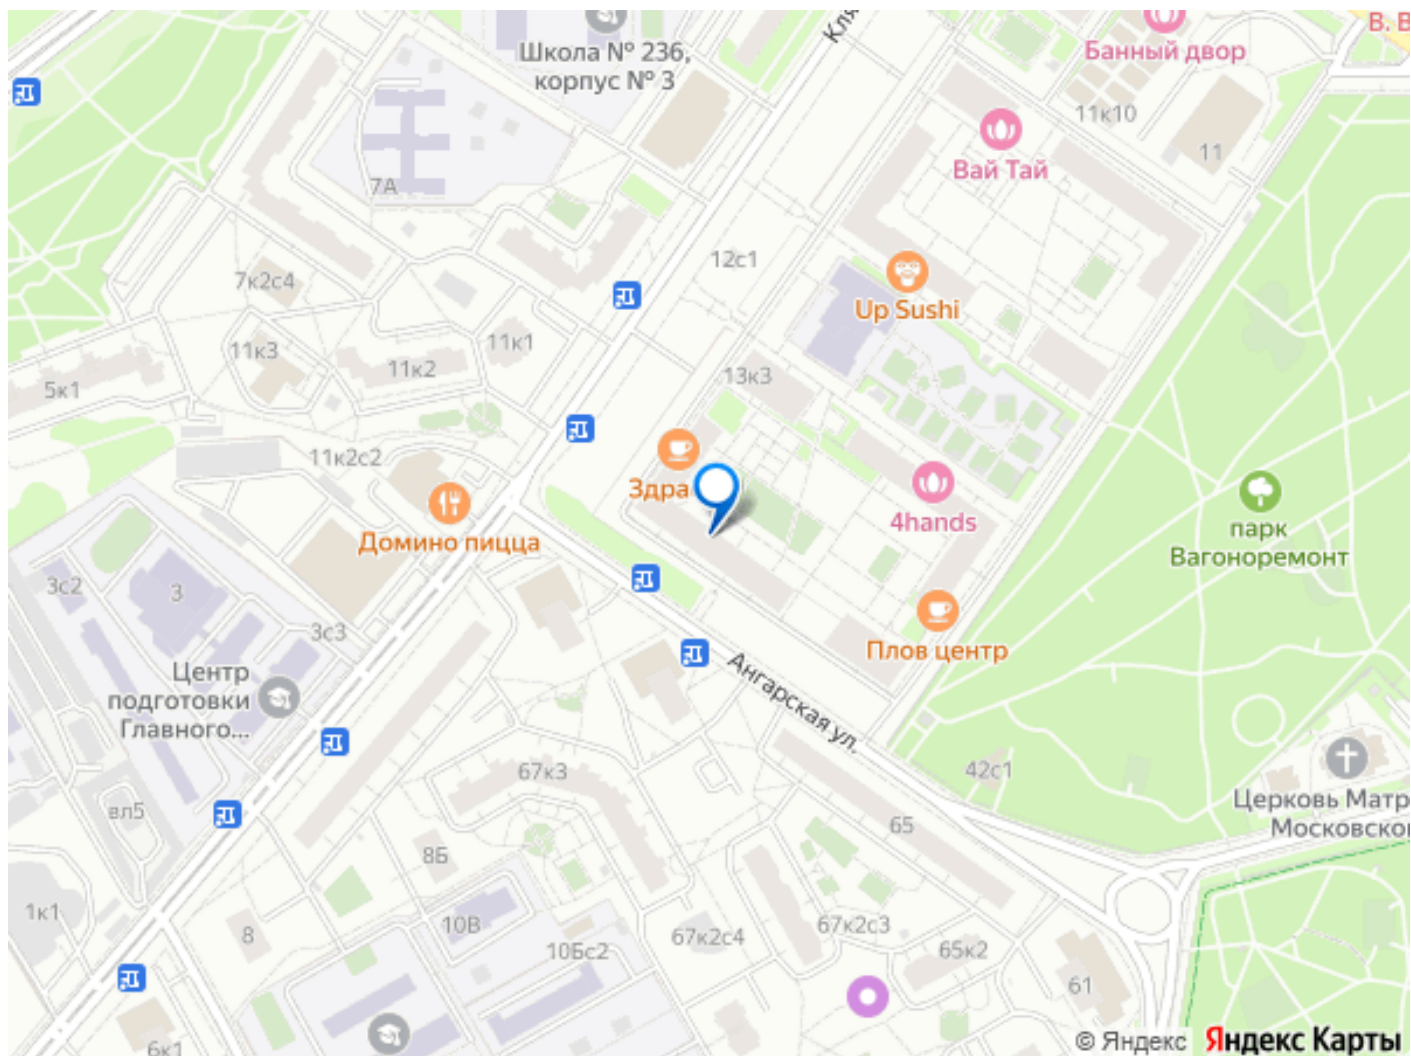 Школа № 236,
корпус № 3
Кля
Банный двор
В. В
11к10
11
Вай Тай
7А
7к2с4
12с1
Up Sushi
11к3
11к2
11к1
5к1
13к3
11к2с2
Здра
4hands
Домино пицца
парк
Вагоноремонт
3с2
3
3с3
Плов центр
Центр
подготовки
Главного...
Ангарская ул.
42с1
67к3
Церковь Матр
Московско
вл5
65
8Б
1к1
8
10В
10Бс2
67к2с4
67к2с3
65к2
61
6к1
© Яндекс Яндекс Карты